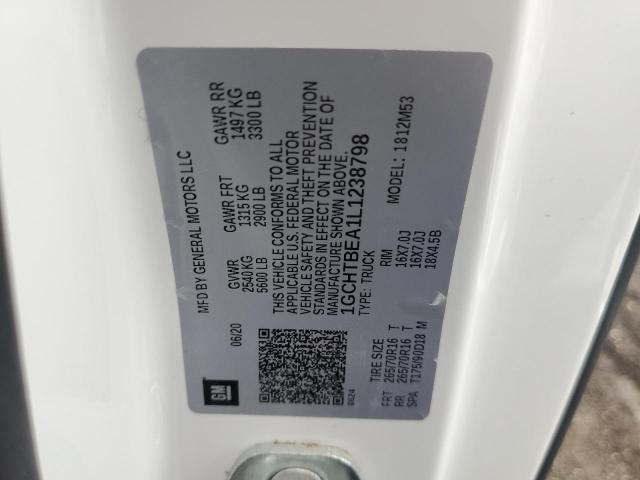 MFD BY GENERAL MOTORS LLC
06/20
GVWR GAWR FRT GAWR RR
2540 KG 1315 KG 1497 KG
5600 LB 2900 LB 3300 LB
THIS VEHICLE CONFORMS TO ALL
APPLICABLE U.S. FEDERAL MOTOR
VEHICLE SAFETY AND THEFT PREVENTION
STANDARDS IN EFFECT ON THE DATE OF
MANUFACTURE SHOWN ABOVE.
1GCHTBEA1L1238798
TYPE: TRUCK MODEL: 1812M53
TIRE SIZE RIM
FRT 265/70R16 T 16X7.0J
RR 265/70R16 T 16X7.0J
SPA T175/90D18 M 18X4.5B
GM